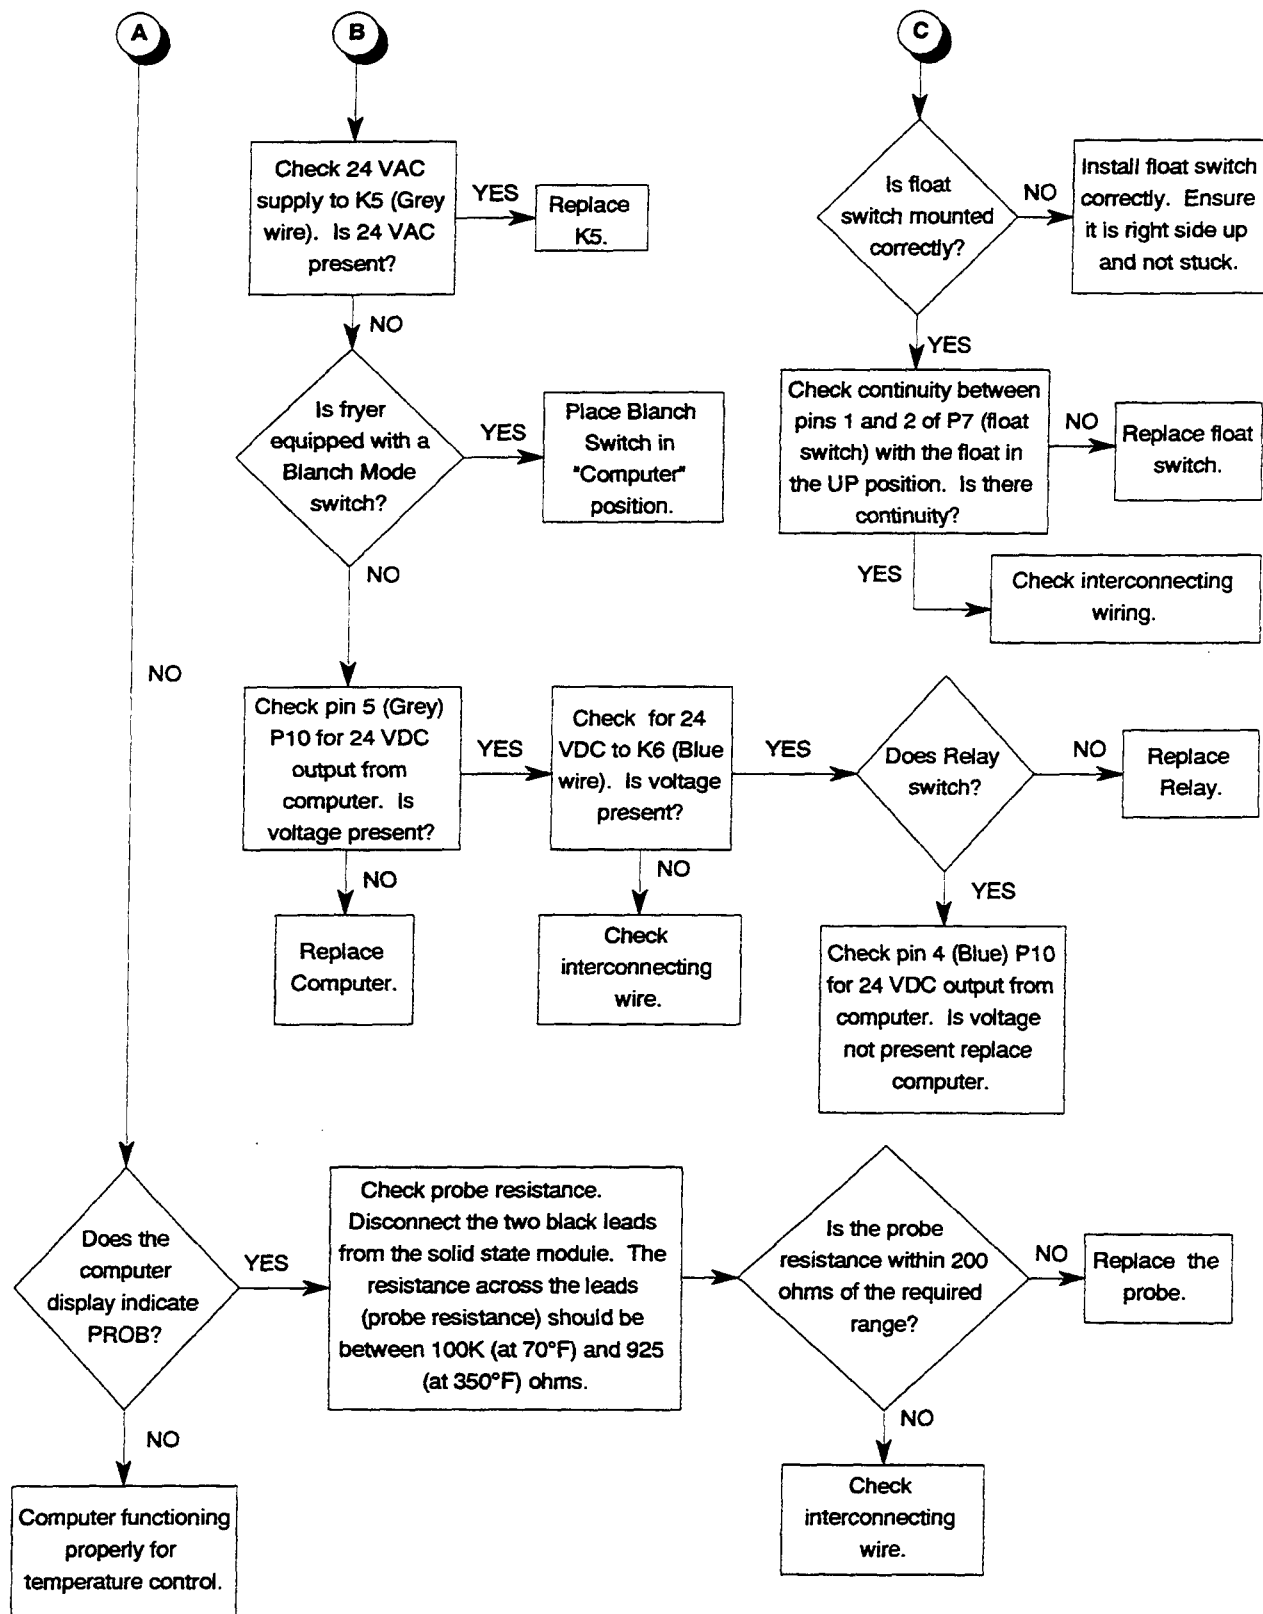 A
B
C
Check 24 VAC
supply to K5 (Grey
wire). Is 24 VAC
present?
YES
Replace
K5.
NO
Is fryer
equipped with a
Blanch Mode
switch?
YES
Place Blanch
Switch in
"Computer"
position.
NO
Is float
switch mounted
correctly?
NO
Install float switch
correctly. Ensure
it is right side up
and not stuck.
YES
Check continuity between
pins 1 and 2 of P7 (float
switch) with the float in
the UP position. Is there
continuity?
NO
Replace float
switch.
YES
Check interconnecting
wiring.
NO
Check pin 5 (Grey)
P10 for 24 VDC
output from
computer. Is
voltage present?
YES
Check for 24
VDC to K6 (Blue
wire). Is voltage
present?
YES
Does Relay
switch?
NO
Replace
Relay.
NO
Replace
Computer.
NO
Check
interconnecting
wire.
YES
Check pin 4 (Blue) P10
for 24 VDC output from
computer. Is voltage
not present replace
computer.
Does the
computer
display indicate
PROB?
YES
Check probe resistance.
Disconnect the two black leads
from the solid state module. The
resistance across the leads
(probe resistance) should be
between 100K (at 70°F) and 925
(at 350°F) ohms.
Is the probe
resistance within 200
ohms of the required
range?
NO
Replace the
probe.
NO
Computer functioning
properly for
temperature control.
NO
Check
interconnecting
wire.